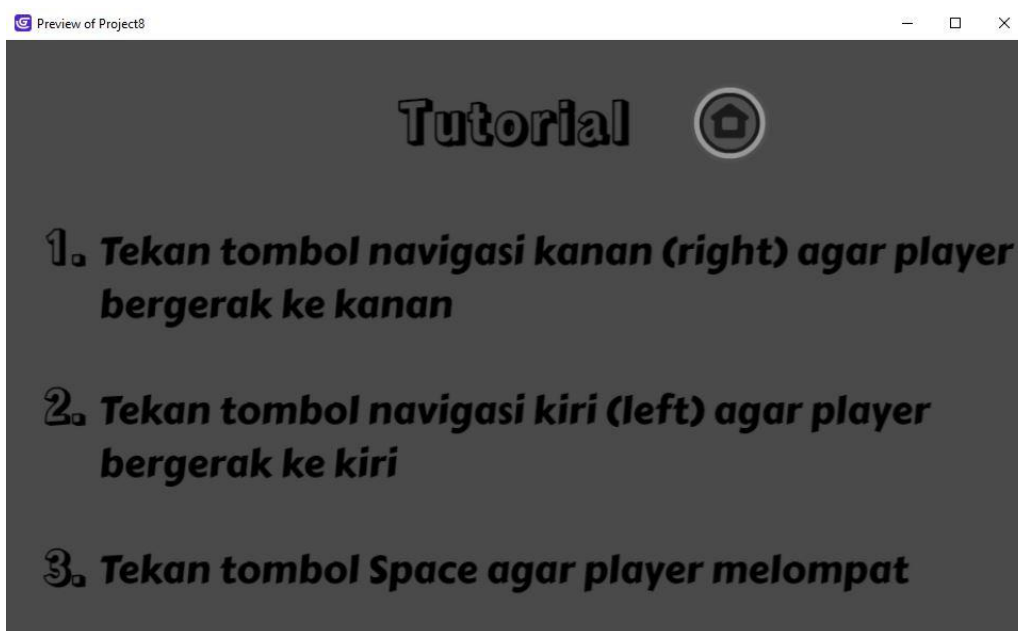 Preview of Project8
Tutorial
1. Tekan tombol navigasi kanan (right) agar player
bergerak ke kanan
2. Tekan tombol navigasi kiri (left) agar player
bergerak ke kiri
3. Tekan tombol Space agar player melompat